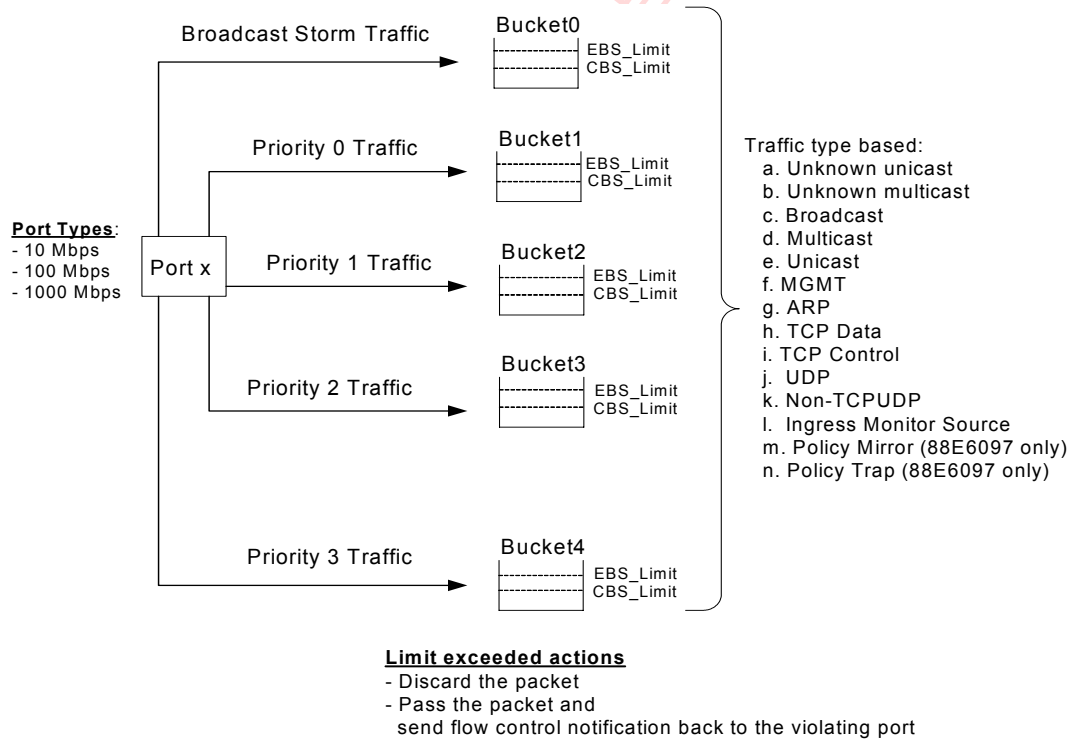 Broadcast Storm Traffic
Bucket0
EBS_Limit
CBS_Limit
Priority 0 Traffic
Bucket1
EBS_Limit
CBS_Limit
Port Types:
- 10 Mbps
- 100 Mbps
- 1000 Mbps
Port x
Priority 1 Traffic
Bucket2
EBS_Limit
CBS_Limit
Priority 2 Traffic
Bucket3
EBS_Limit
CBS_Limit
Priority 3 Traffic
Bucket4
EBS_Limit
CBS_Limit
Traffic type based:
a. Unknown unicast
b. Unknown multicast
c. Broadcast
d. Multicast
e. Unicast
f. MGMT
g. ARP
h. TCP Data
i. TCP Control
j. UDP
k. Non-TCPUDP
l. Ingress Monitor Source
m. Policy Mirror (88E6097 only)
n. Policy Trap (88E6097 only)
Limit exceeded actions
- Discard the packet
- Pass the packet and
send flow control notification back to the violating port